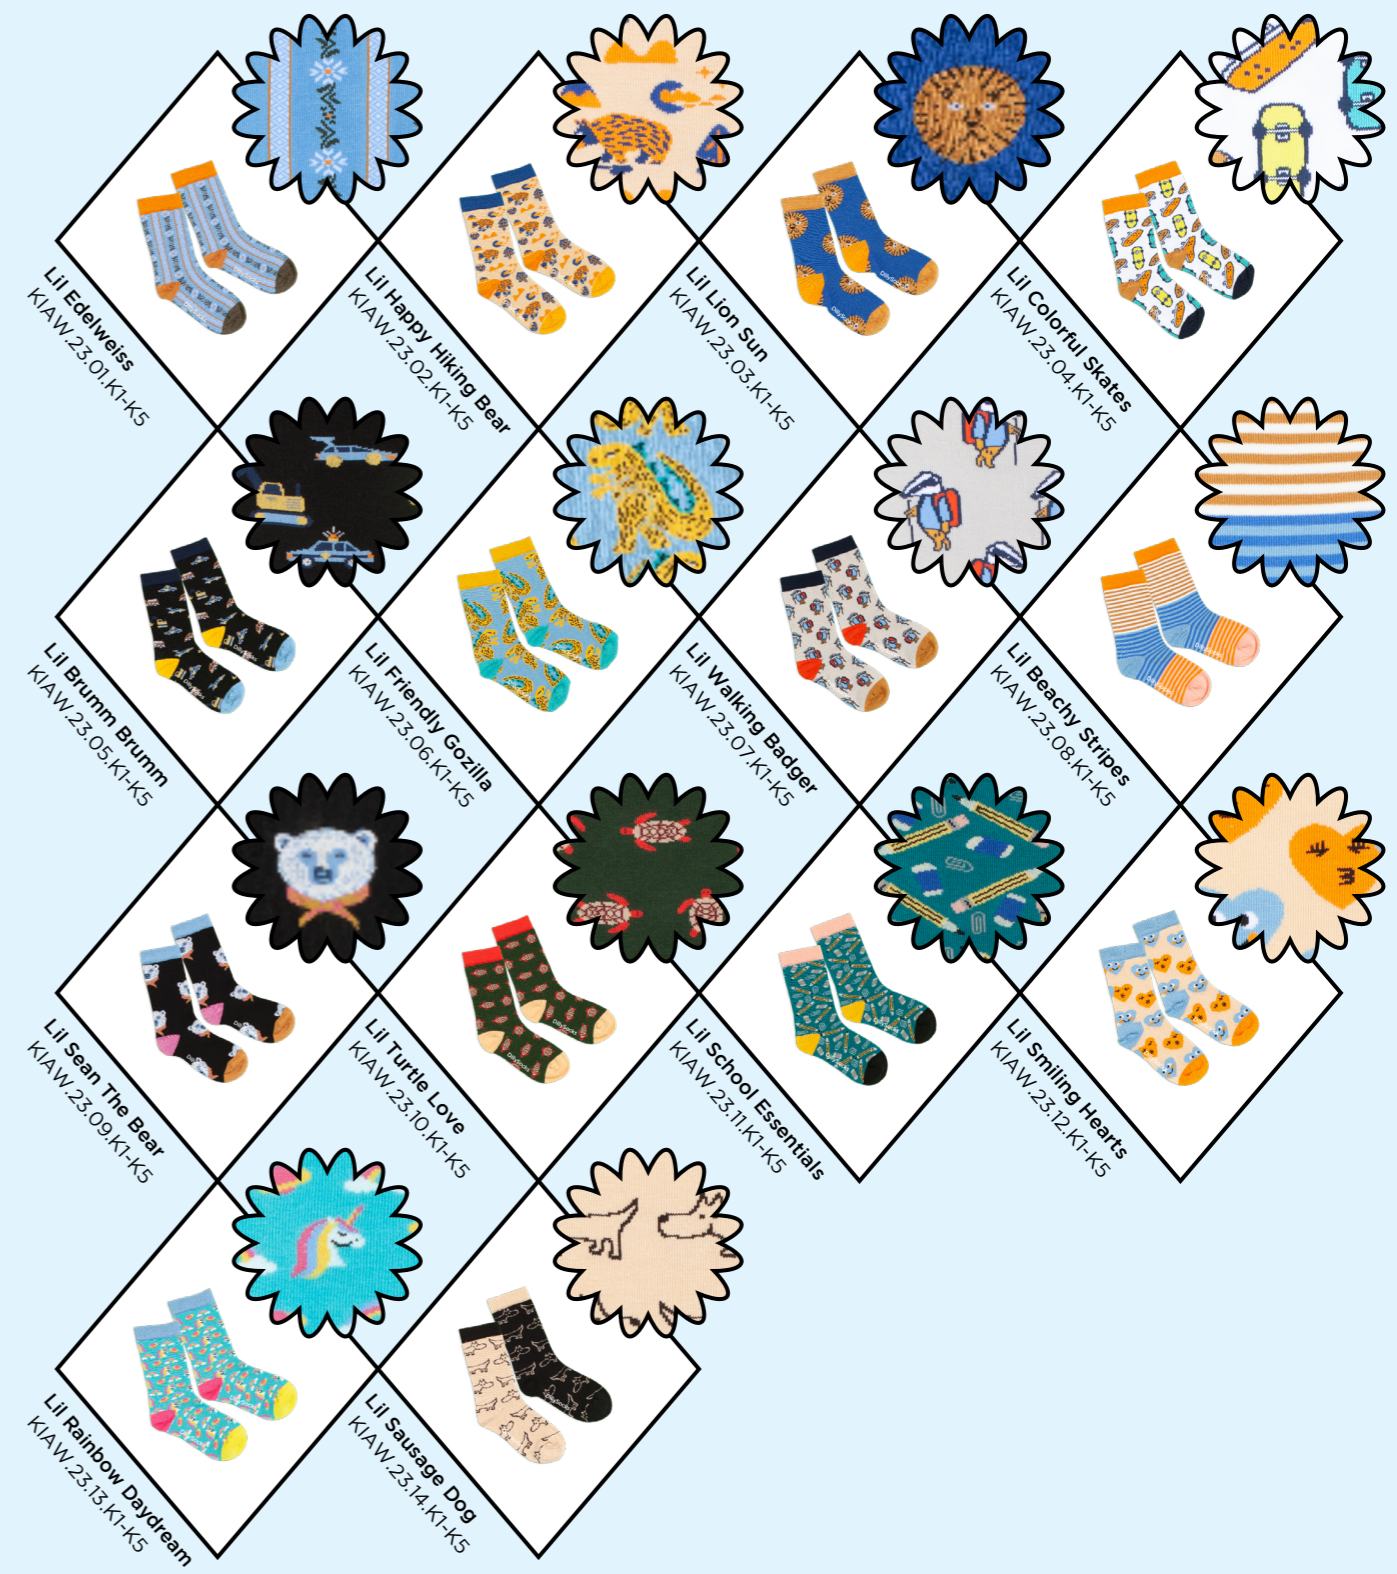 Lil Edelweiss
KIAW.23.01.K1-K5
Lil Happy Hiking Bear
KIAW.23.02.K1-K5
Lil Lion Sun
KIAW.23.03.K1-K5
Lil Colorful Skates
KIAW.23.04.K1-K5
Lil Brumm Brumm
KIAW.23.05.K1-K5
Lil Friendly Gozilla
KIAW.23.06.K1-K5
Lil Walking Badger
KIAW.23.07.K1-K5
Lil Beachy Stripes
KIAW.23.08.K1-K5
Lil Sean The Bear
KIAW.23.09.K1-K5
Lil Turtle Love
KIAW.23.10.K1-K5
Lil School Essentials
KIAW.23.11.K1-K5
Lil Smiling Hearts
KIAW.23.12.K1-K5
Lil Rainbow Daydream
KIAW.23.13.K1-K5
Lil Sausage Dog
KIAW.23.14.K1-K5